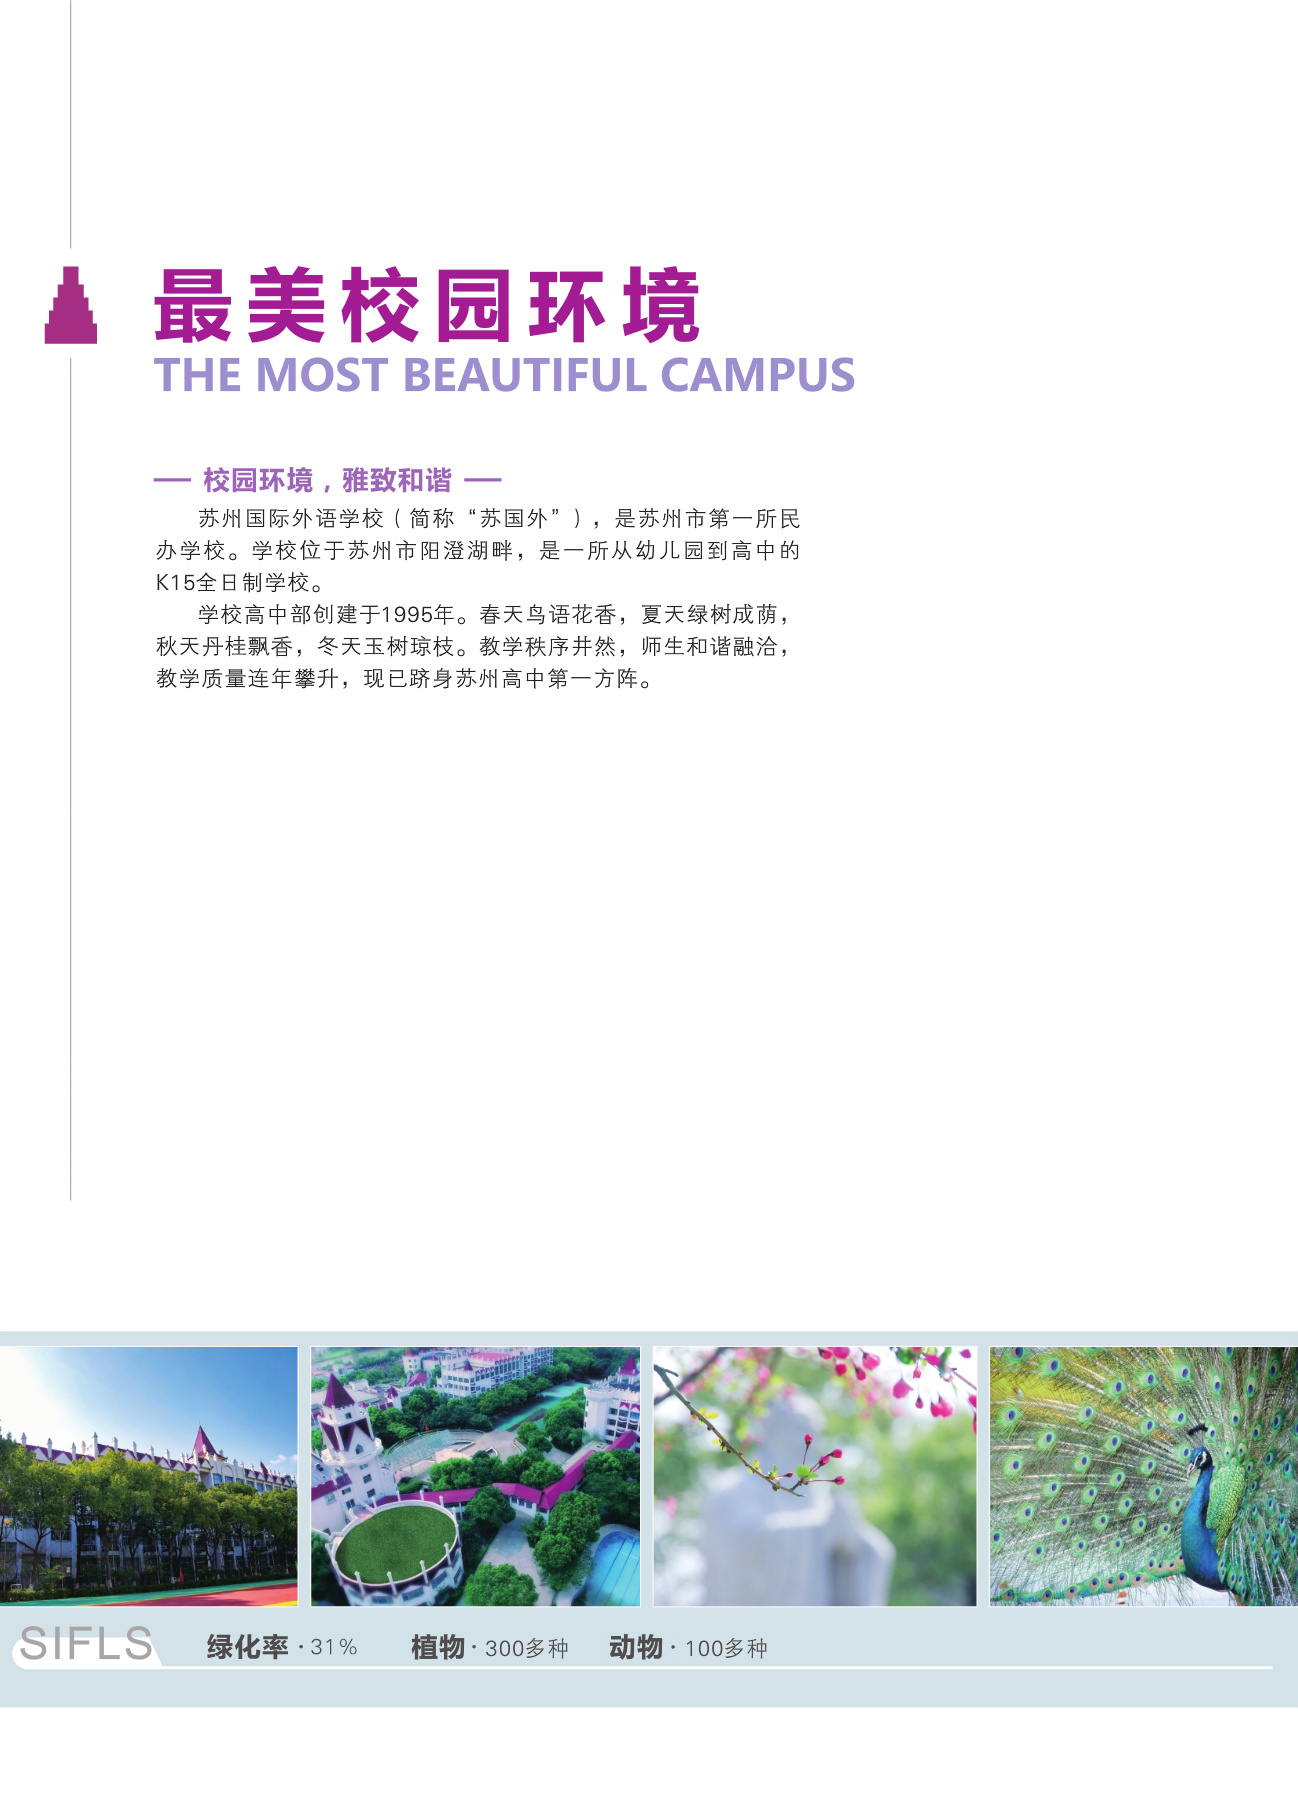 最美校园环境
THE MOST BEAUTIFUL CAMPUS
校园环境，雅致和谐
苏州国际外语学校（简称“苏国外”），是苏州市第一所民
办学校。学校位于苏州市阳澄湖畔，是一所从幼儿园到高中的
K15全日制学校。
学校高中部创建于1995年。春天鸟语花香，夏天绿树成荫，
秋天丹桂飘香，冬天玉树琼枝。教学秩序井然，师生和谐融洽，
教学质量连年攀升，现已跻身苏州高中第一方阵。
SIFLS 绿化率·31% 植物·300多种 动物·100多种